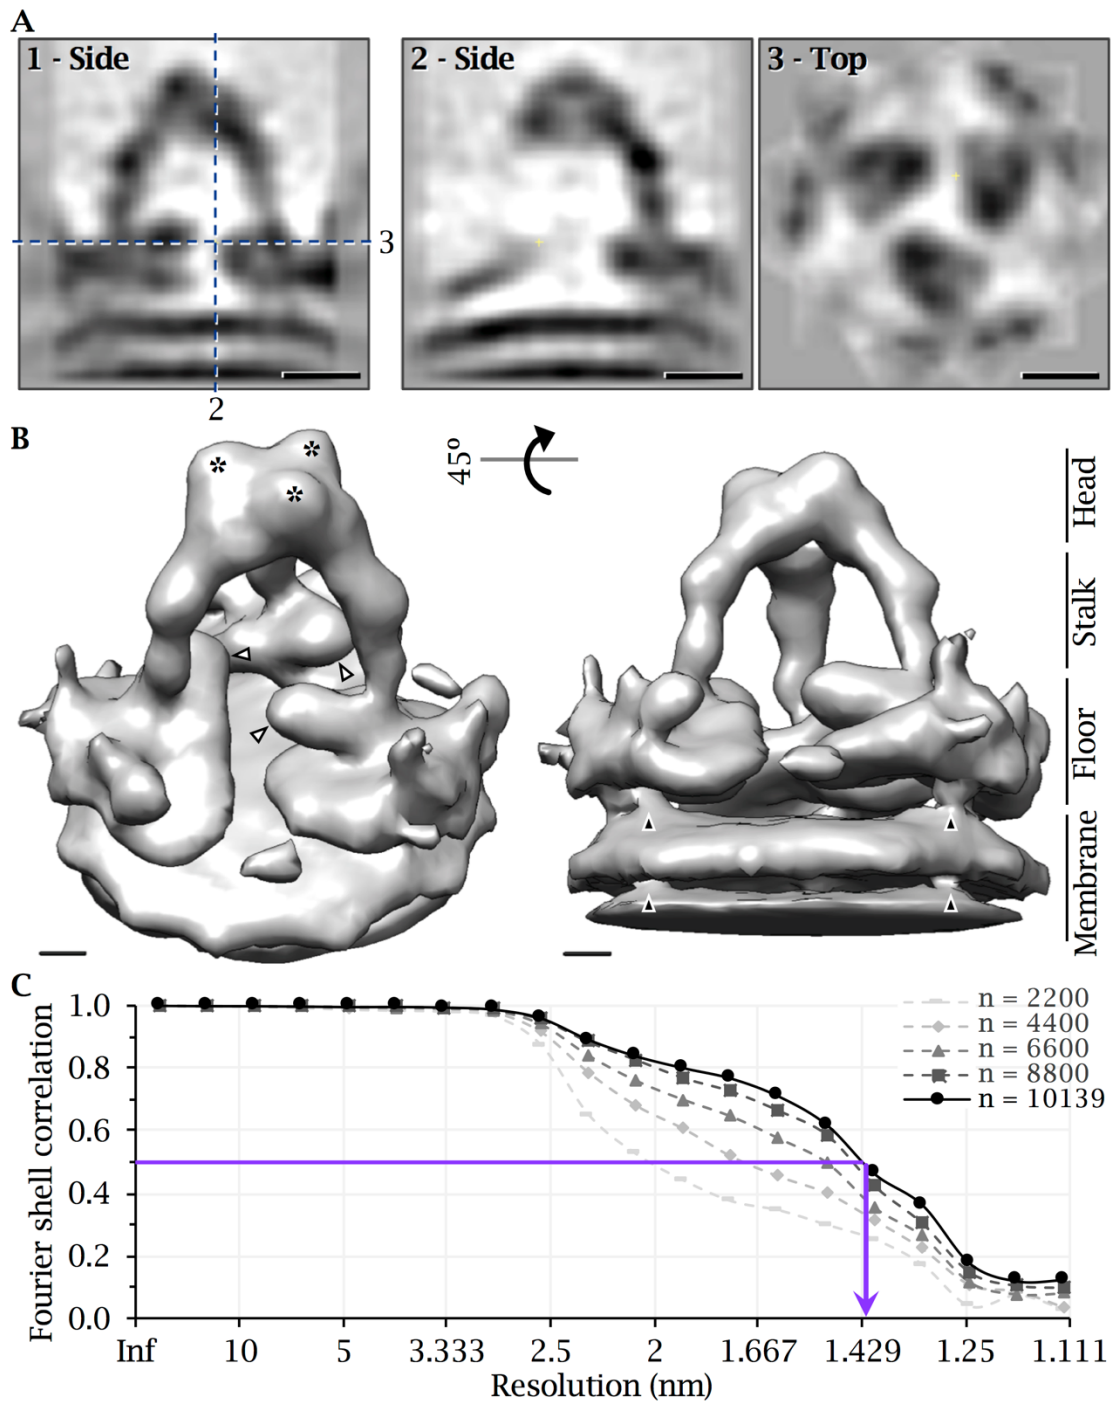 A
1 - Side
2 - Side
3 - Top
3
2
B
45º
*
*
*
Head
Stalk
Floor
Membrane
C
Fourier shell correlation
1.0
0.8
0.6
0.4
0.2
0.0
n = 2200
n = 4400
n = 6600
n = 8800
n = 10139
Inf 10 5 3.333 2.5 2 1.667 1.429 1.25 1.111
Resolution (nm)